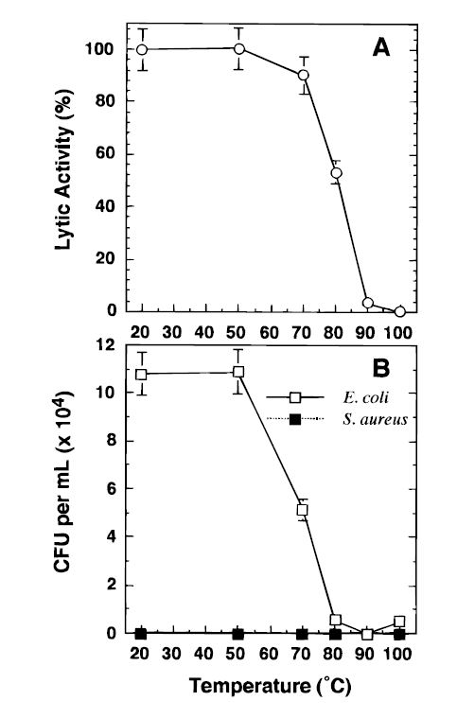 A
100
80
60
40
20
0
Lytic Activity (%)
20 30 40 50 60 70 80 90 100
B
12
10
8
6
4
2
0
CFU per mL (x 10⁴)
E. coli
S. aureus
20 30 40 50 60 70 80 90 100
Temperature (˚C)